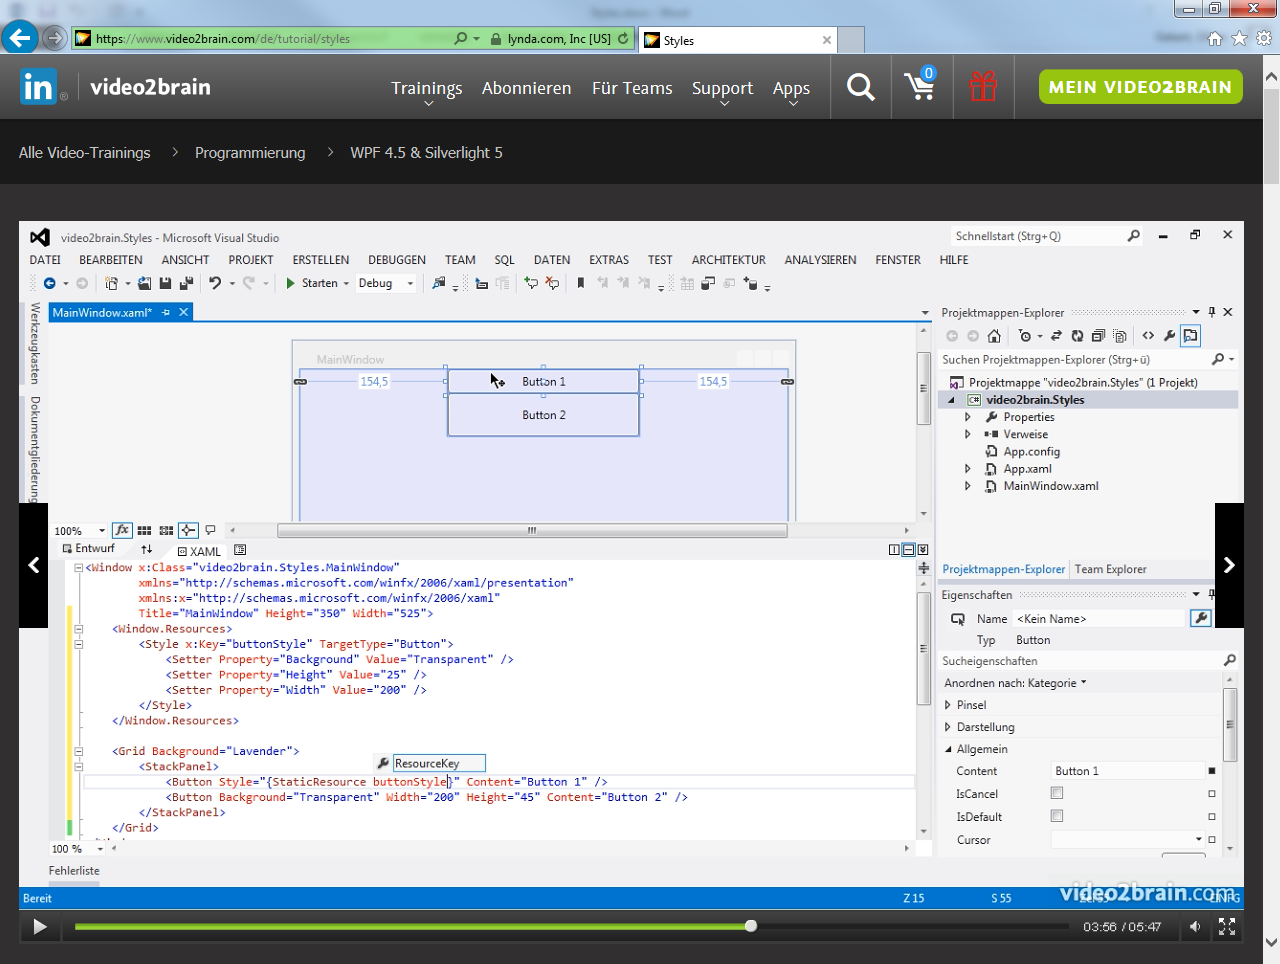 https://www.video2brain.com/de/tutorial/styles
lynda.com, Inc [US]
Styles
in
video2brain
Trainings
Abonnieren
Für Teams
Support
Apps
0
MEIN VIDEO2BRAIN
Alle Video-Trainings
Programmierung
WPF 4.5 & Silverlight 5
video2brain.Styles - Microsoft Visual Studio
Schnellstart (Strg+Q)
DATEI BEARBEITEN ANSICHT PROJEKT ERSTELLEN DEBUGGEN TEAM SQL DATEN EXTRAS TEST ARCHITEKTUR ANALYSIEREN FENSTER HILFE
Starten
Debug
Werkzeugkasten
Dokumentgliederung
MainWindow.xaml*
MainWindow
154,5
Button 1
154,5
Button 2
100%
fx
Entwurf
XAML
<Window x:Class="video2brain.Styles.MainWindow"
xmlns="http://schemas.microsoft.com/winfx/2006/xaml/presentation"
xmlns:x="http://schemas.microsoft.com/winfx/2006/xaml"
Title="MainWindow" Height="350" Width="525">
<Window.Resources>
<Style x:Key="buttonStyle" TargetType="Button">
<Setter Property="Background" Value="Transparent" />
<Setter Property="Height" Value="25" />
<Setter Property="Width" Value="200" />
</Style>
</Window.Resources>
<Grid Background="Lavender">
ResourceKey
<StackPanel>
<Button Style="{StaticResource buttonStyle}" Content="Button 1" />
<Button Background="Transparent" Width="200" Height="45" Content="Button 2" />
</StackPanel>
</Grid>
100 %
Fehlerliste
Projektmappen-Explorer
Suchen Projektmappen-Explorer (Strg+ü)
Projektmappe "video2brain.Styles" (1 Projekt)
C# video2brain.Styles
Properties
Verweise
App.config
App.xaml
MainWindow.xaml
Projektmappen-Explorer
Team Explorer
Eigenschaften
Name <Kein Name>
Typ Button
Sucheigenschaften
Anordnen nach: Kategorie
Pinsel
Darstellung
Allgemein
Content Button 1
IsCancel
IsDefault
Cursor
video2brain.com
Bereit
Z 15
S 55
03:56 / 05:47